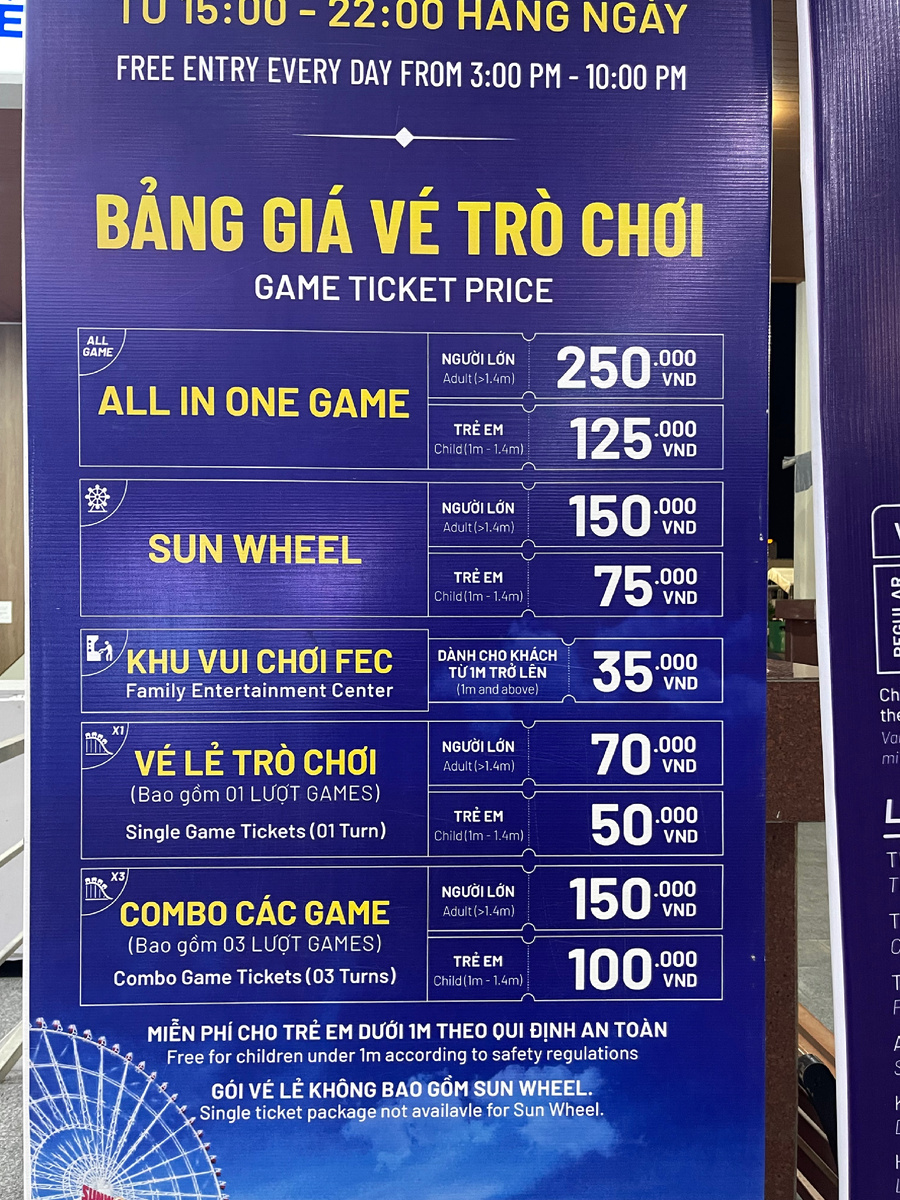 TỪ 15:00 - 22:00 HÀNG NGÀY
FREE ENTRY EVERY DAY FROM 3:00 PM - 10:00 PM
BẢNG GIÁ VÉ TRÒ CHƠI
GAME TICKET PRICE
ALL
GAME
ALL IN ONE GAME
NGƯỜI LỚN
Adult (>1.4m)
250.000
VND
TRẺ EM
Child (1m - 1.4m)
125.000
VND
SUN WHEEL
NGƯỜI LỚN
Adult (>1.4m)
150.000
VND
TRẺ EM
Child (1m - 1.4m)
75.000
VND
KHU VUI CHƠI FEC
Family Entertainment Center
DÀNH CHO KHÁCH
TỪ 1M TRỞ LÊN
(1m and above)
35.000
VND
X1
VÉ LẺ TRÒ CHƠI
(Bao gồm 01 LƯỢT GAMES)
Single Game Tickets (01 Turn)
NGƯỜI LỚN
Adult (>1.4m)
70.000
VND
TRẺ EM
Child (1m - 1.4m)
50.000
VND
X3
COMBO CÁC GAME
(Bao gồm 03 LƯỢT GAMES)
Combo Game Tickets (03 Turns)
NGƯỜI LỚN
Adult (>1.4m)
150.000
VND
TRẺ EM
Child (1m - 1.4m)
100.000
VND
MIỄN PHÍ CHO TRẺ EM DƯỚI 1M THEO QUI ĐỊNH AN TOÀN
Free for children under 1m according to safety regulations
GÓI VÉ LẺ KHÔNG BAO GỒM SUN WHEEL.
Single ticket package not availavle for Sun Wheel.
REGULAR